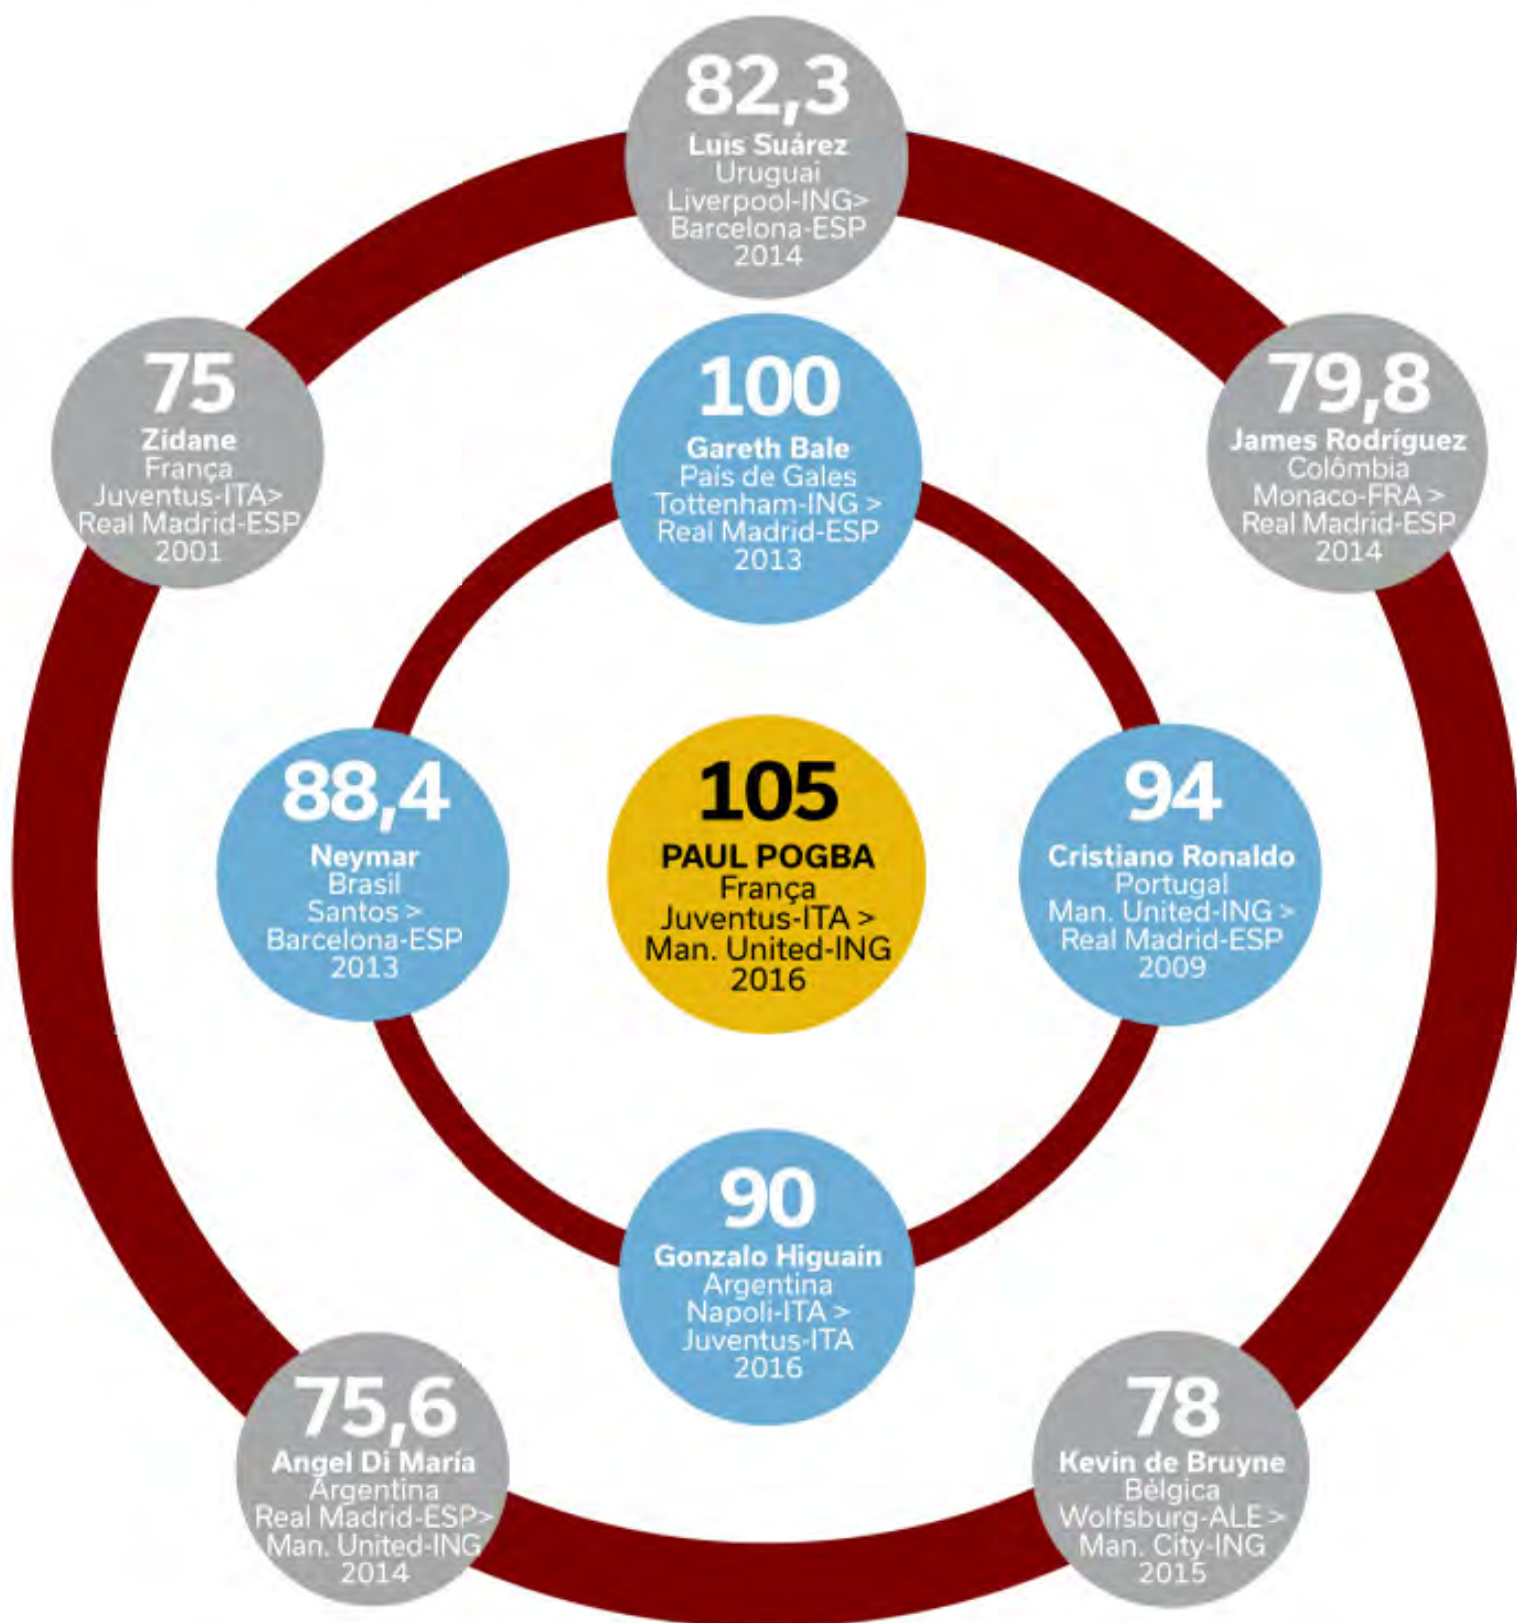 82,3
Luis Suárez
Uruguai
Liverpool-ING>
Barcelona-ESP
2014
75
Zidane
França
Juventus-ITA>
Real Madrid-ESP
2001
100
Gareth Bale
País de Gales
Tottenham-ING >
Real Madrid-ESP
2013
79,8
James Rodríguez
Colômbia
Monaco-FRA >
Real Madrid-ESP
2014
88,4
Neymar
Brasil
Santos >
Barcelona-ESP
2013
105
PAUL POGBA
França
Juventus-ITA >
Man. United-ING
2016
94
Cristiano Ronaldo
Portugal
Man. United-ING >
Real Madrid-ESP
2009
90
Gonzalo Higuaín
Argentina
Napoli-ITA >
Juventus-ITA
2016
75,6
Angel Di María
Argentina
Real Madrid-ESP>
Man. United-ING
2014
78
Kevin de Bruyne
Bélgica
Wolfsburg-ALE >
Man. City-ING
2015